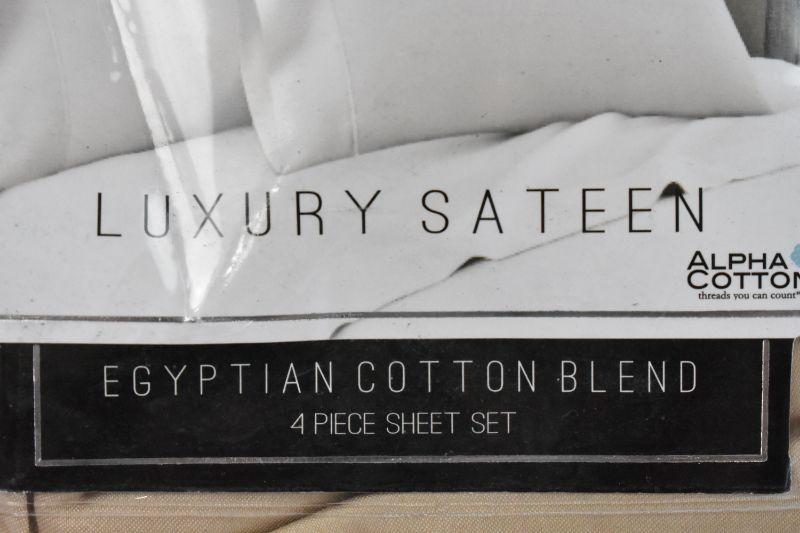 LUXURY SATEEN
ALPHA
COTTON
threads you can count"
EGYPTIAN COTTON BLEND
4 PIECE SHEET SET